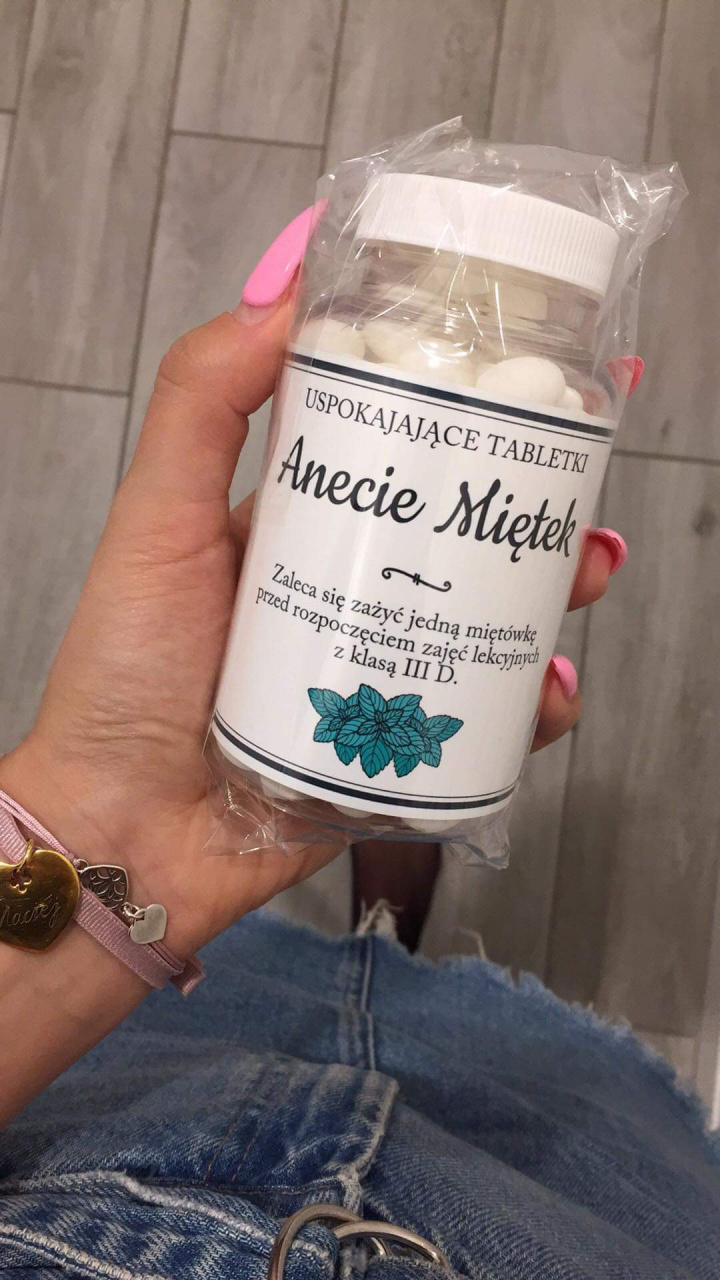 USPOKAJAJĄCE TABLETKI
Anecie Miętek
Zaleca się zażyć jedną miętówkę
przed rozpoczęciem zajęć lekcyjnych
z klasą III D.